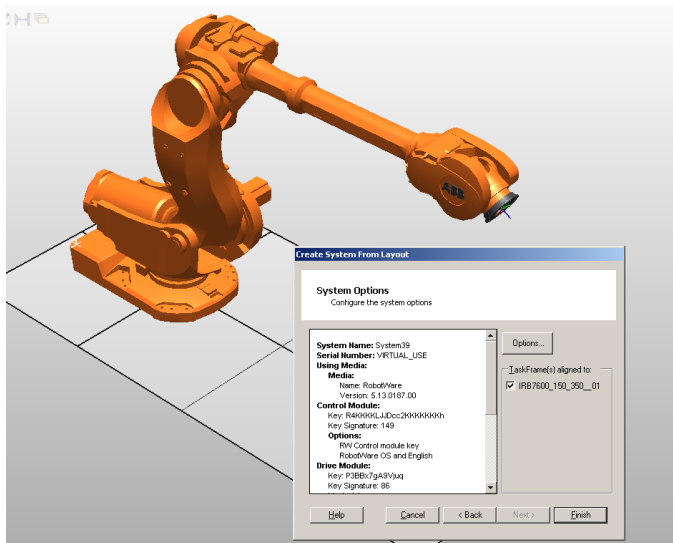 ABB
Create System From Layout
System Options
Configure the system options
System Name: System39
Serial Number: VIRTUAL_USE
Using Media:
Media:
Name: RobotWare
Version: 5.13.0187.00
Control Module:
Key: R4KKKKLJJDcc2KKKKKKKh
Key Signature: 149
Options:
RW Control module key
RobotWare OS and English
Drive Module:
Key: P3BBx7gA9Vjuq
Key Signature: 86
Options...
TaskFrame(s) aligned to:
IRB7600_150_350__01
Help
Cancel
< Back
Next >
Finish